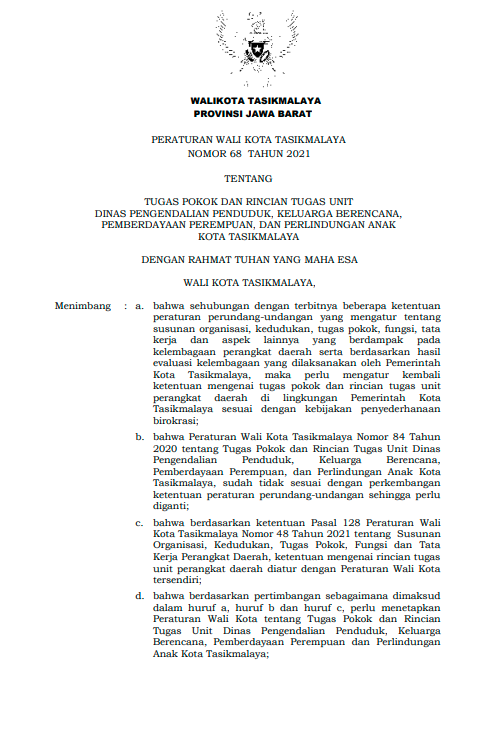 WALIKOTA TASIKMALAYA
PROVINSI JAWA BARAT
PERATURAN WALI KOTA TASIKMALAYA
NOMOR 68 TAHUN 2021
TENTANG
TUGAS POKOK DAN RINCIAN TUGAS UNIT
DINAS PENGENDALIAN PENDUDUK, KELUARGA BERENCANA,
PEMBERDAYAAN PEREMPUAN, DAN PERLINDUNGAN ANAK
KOTA TASIKMALAYA
DENGAN RAHMAT TUHAN YANG MAHA ESA
WALI KOTA TASIKMALAYA,
Menimbang : a. bahwa sehubungan dengan terbitnya beberapa ketentuan
peraturan perundang-undangan yang mengatur tentang
susunan organisasi, kedudukan, tugas pokok, fungsi, tata
kerja dan aspek lainnya yang berdampak pada
kelembagaan perangkat daerah serta berdasarkan hasil
evaluasi kelembagaan yang dilaksanakan oleh Pemerintah
Kota Tasikmalaya, maka perlu mengatur kembali
ketentuan mengenai tugas pokok dan rincian tugas unit
perangkat daerah di lingkungan Pemerintah Kota
Tasikmalaya sesuai dengan kebijakan penyederhanaan
birokrasi;
b. bahwa Peraturan Wali Kota Tasikmalaya Nomor 84 Tahun
2020 tentang Tugas Pokok dan Rincian Tugas Unit Dinas
Pengendalian Penduduk, Keluarga Berencana,
Pemberdayaan Perempuan, dan Perlindungan Anak Kota
Tasikmalaya, sudah tidak sesuai dengan perkembangan
ketentuan peraturan perundang-undangan sehingga perlu
diganti;
c. bahwa berdasarkan ketentuan Pasal 128 Peraturan Wali
Kota Tasikmalaya Nomor 48 Tahun 2021 tentang Susunan
Organisasi, Kedudukan, Tugas Pokok, Fungsi dan Tata
Kerja Perangkat Daerah, ketentuan mengenai rincian tugas
unit perangkat daerah diatur dengan Peraturan Wali Kota
tersendiri;
d. bahwa berdasarkan pertimbangan sebagaimana dimaksud
dalam huruf a, huruf b dan huruf c, perlu menetapkan
Peraturan Wali Kota tentang Tugas Pokok dan Rincian
Tugas Unit Dinas Pengendalian Penduduk, Keluarga
Berencana, Pemberdayaan Perempuan dan Perlindungan
Anak Kota Tasikmalaya;